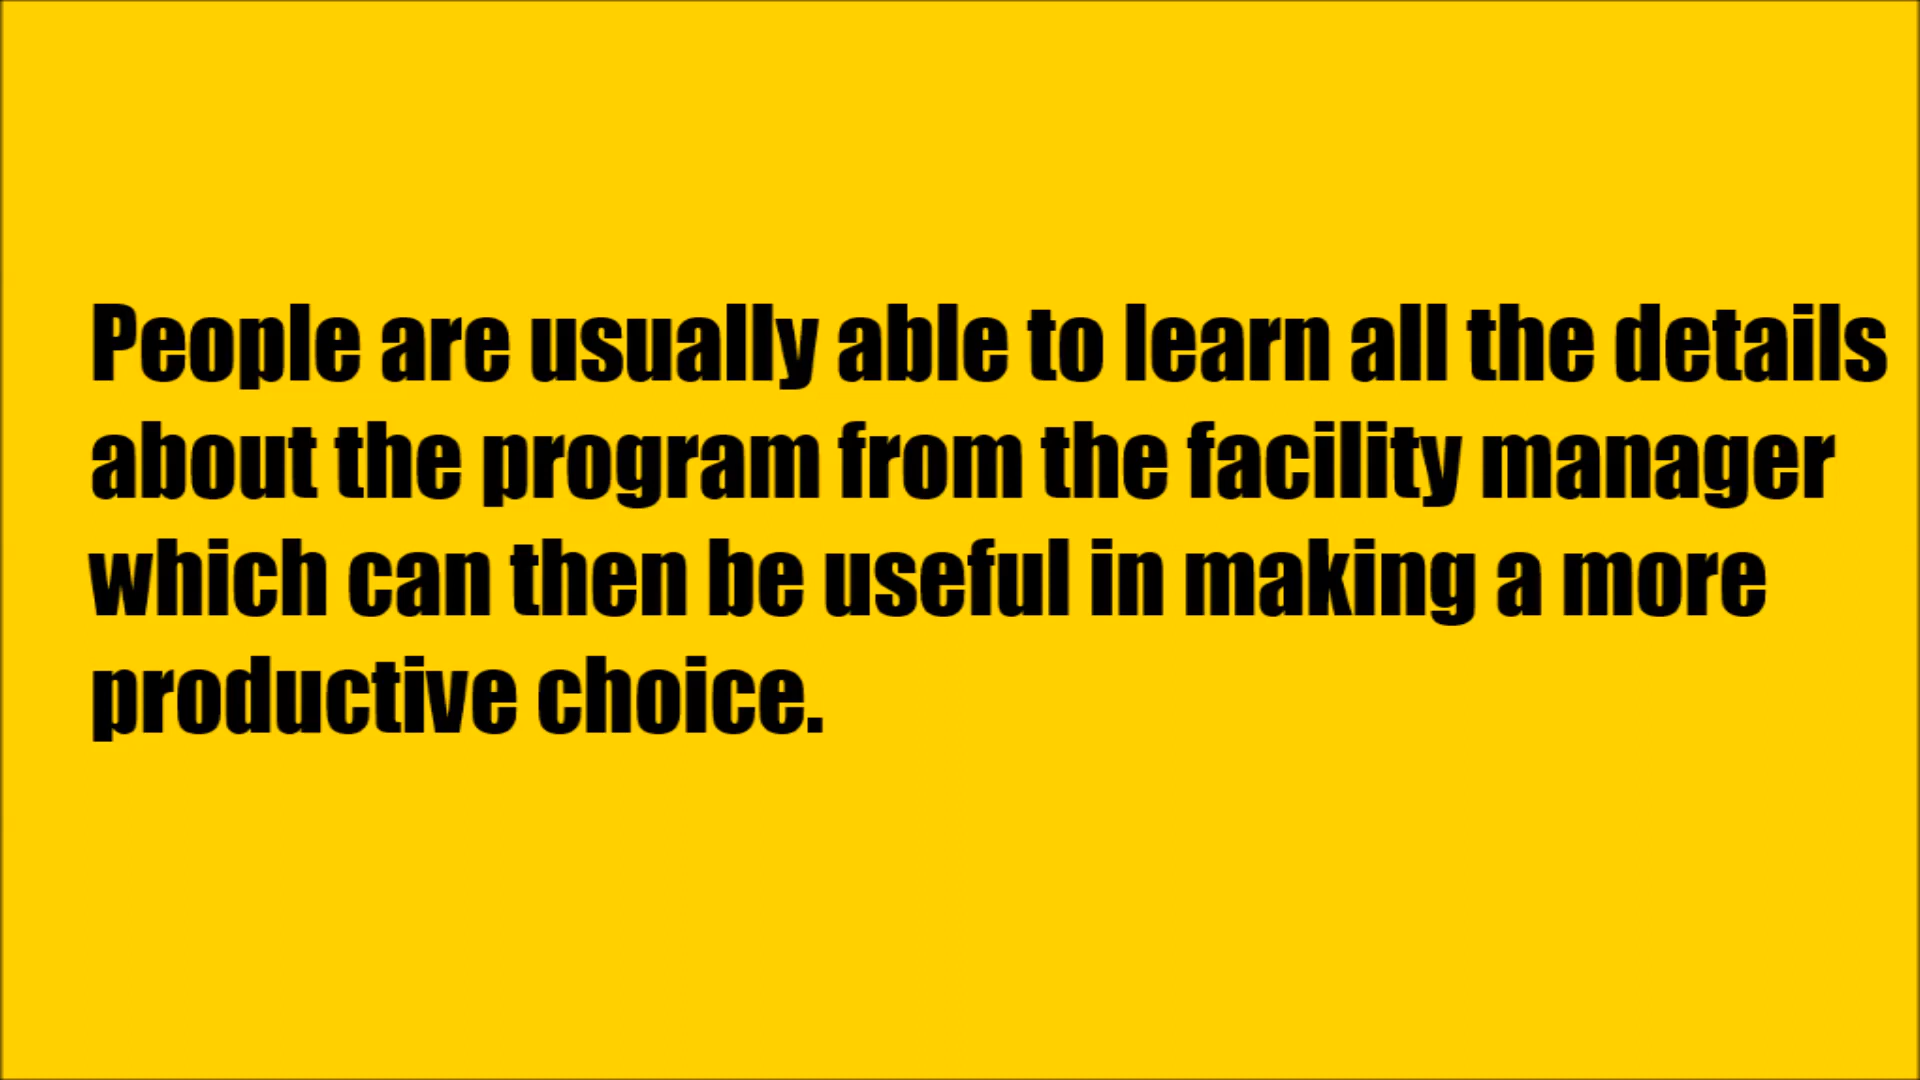 People are usually able to learn all the details
about the program from the facility manager
which can then be useful in making a more
productive choice.